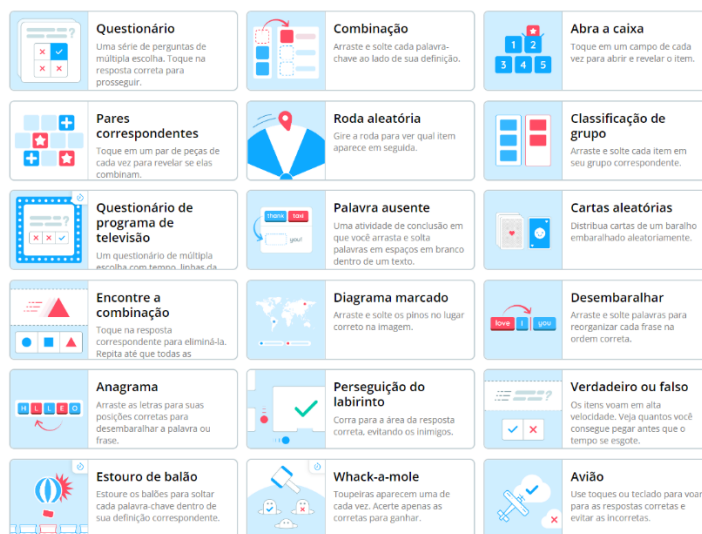 Questionário
Uma série de perguntas de
múltipla escolha. Toque na
resposta correta para
prosseguir.
Combinação
Arraste e solte cada palavra-
chave ao lado de sua definição.
Abra a caixa
Toque em um campo de cada
vez para abrir e revelar o item.
1 2
3 4 5
Pares
correspondentes
Toque em um par de peças de
cada vez para revelar se elas
combinam.
Roda aleatória
Gire a roda para ver qual item
aparece em seguida.
Classificação de
grupo
Arraste e solte cada item em
seu grupo correspondente.
Questionário de
programa de
televisão
Um questionário de múltipla
escolha com tempo, linhas da
thank taxi
you!
Palavra ausente
Uma atividade de conclusão em
que você arrasta e solta
palavras em espaços em branco
dentro de um texto.
Cartas aleatórias
Distribua cartas de um baralho
embaralhado aleatoriamente.
Encontre a
combinação
Toque na resposta
correspondente para eliminá-la.
Repita até que todas as
Diagrama marcado
Arraste e solte os pinos no lugar
correto na imagem.
love I you
Desembaralhar
Arraste e solte palavras para
reorganizar cada frase na
ordem correta.
H L L E O
Anagrama
Arraste as letras para suas
posições corretas para
desembaralhar a palavra ou
frase.
Perseguição do
labirinto
Corra para a área da resposta
correta, evitando os inimigos.
Verdadeiro ou falso
Os itens voam em alta
velocidade. Veja quantos você
consegue pegar antes que o
tempo se esgote.
Estouro de balão
Estoure os balões para soltar
cada palavra-chave dentro de
sua definição correspondente.
Whack-a-mole
Toupeiras aparecem uma de
cada vez. Acerte apenas as
corretas para ganhar.
Avião
Use toques ou teclado para voar
para as respostas corretas e
evitar as incorretas.